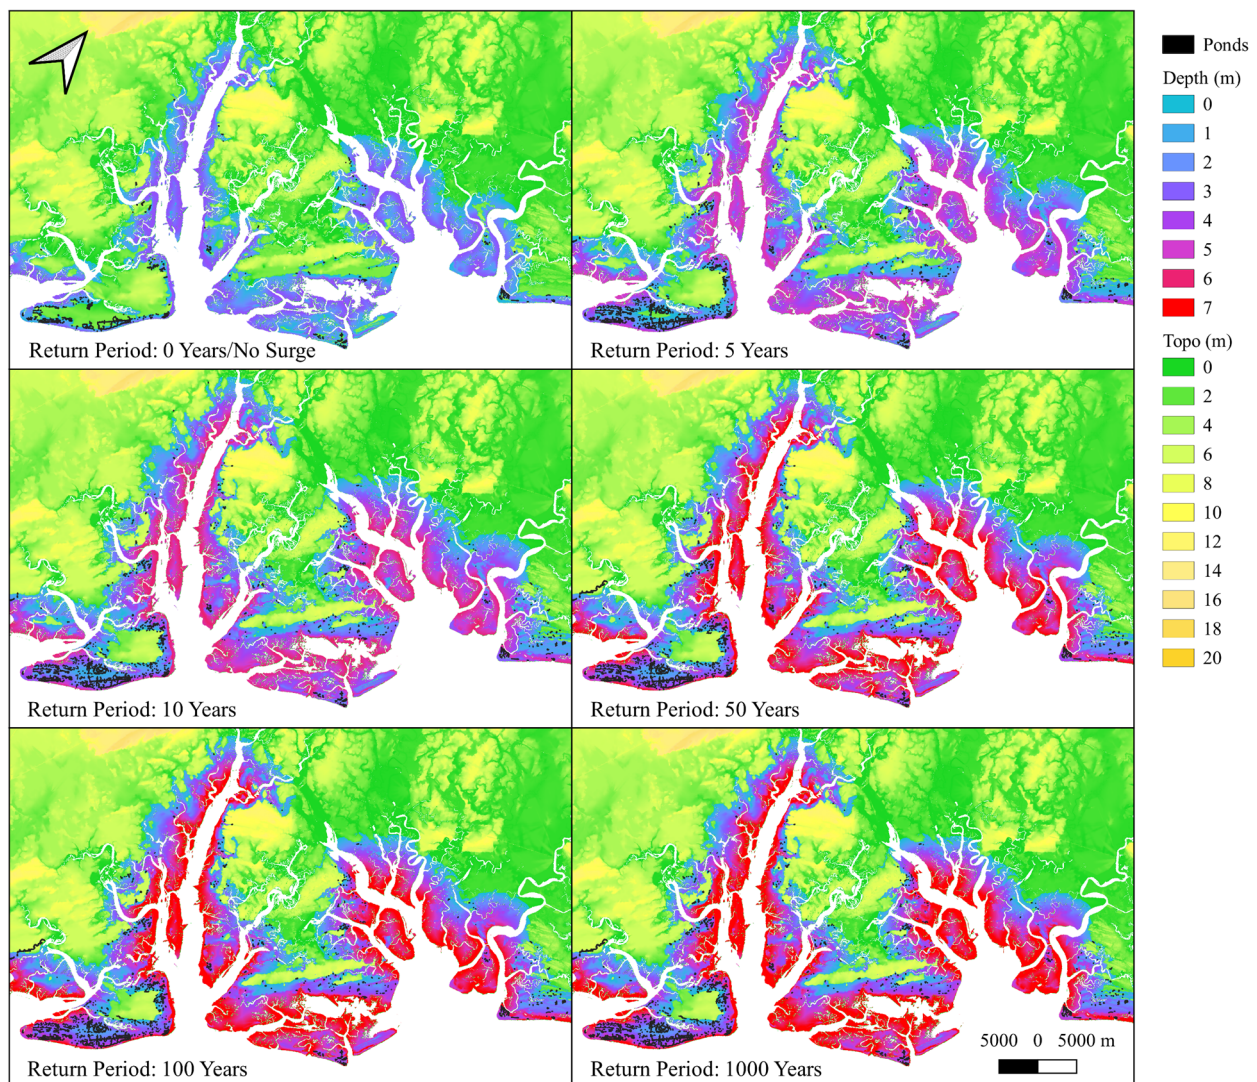 Ponds
Depth (m)
0
1
2
3
4
5
6
7
Topo (m)
0
2
4
6
8
10
12
14
16
18
20
Return Period: 0 Years/No Surge
Return Period: 5 Years
Return Period: 10 Years
Return Period: 50 Years
Return Period: 100 Years
5000 0 5000 m
Return Period: 1000 Years